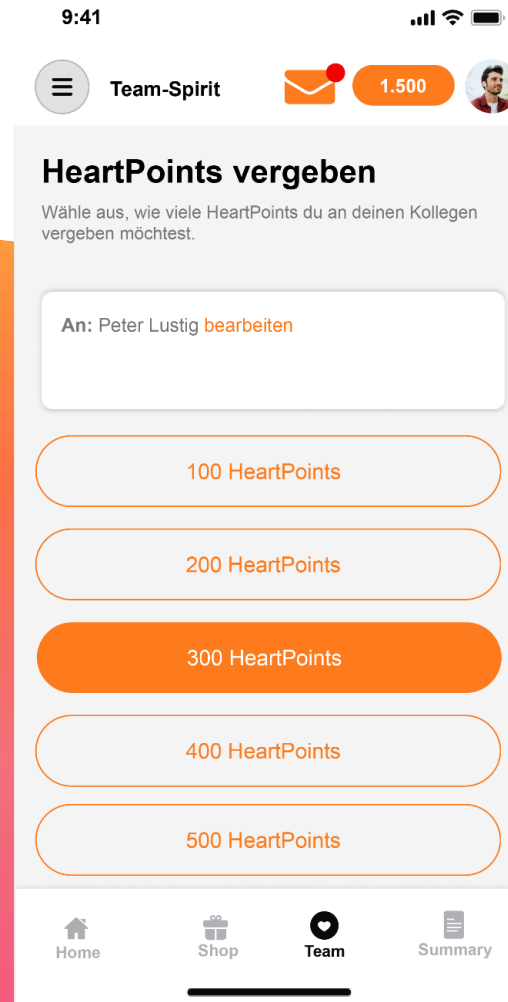 9:41
Team-Spirit
1.500
HeartPoints vergeben
Wähle aus, wie viele HeartPoints du an deinen Kollegen
vergeben möchtest.
An: Peter Lustig bearbeiten
100 HeartPoints
200 HeartPoints
300 HeartPoints
400 HeartPoints
500 HeartPoints
Home Shop Team Summary